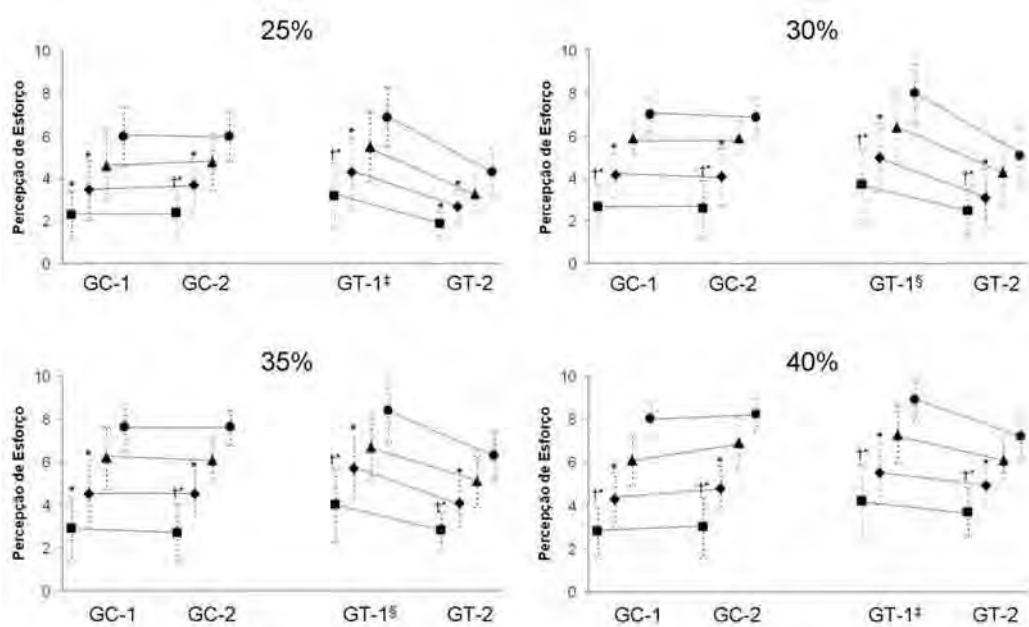 25%
10
8
6
4
2
0
Percepção de Esforço
* * †* * †* * * *
GC-1 GC-2 GT-1‡ GT-2
30%
10
8
6
4
2
0
Percepção de Esforço
†* * †* * †* * †* *
GC-1 GC-2 GT-1§ GT-2
35%
10
8
6
4
2
0
Percepção de Esforço
* * †* * †* * †* *
GC-1 GC-2 GT-1§ GT-2
40%
10
8
6
4
2
0
Percepção de Esforço
†* * †* * †* * †* *
GC-1 GC-2 GT-1‡ GT-2